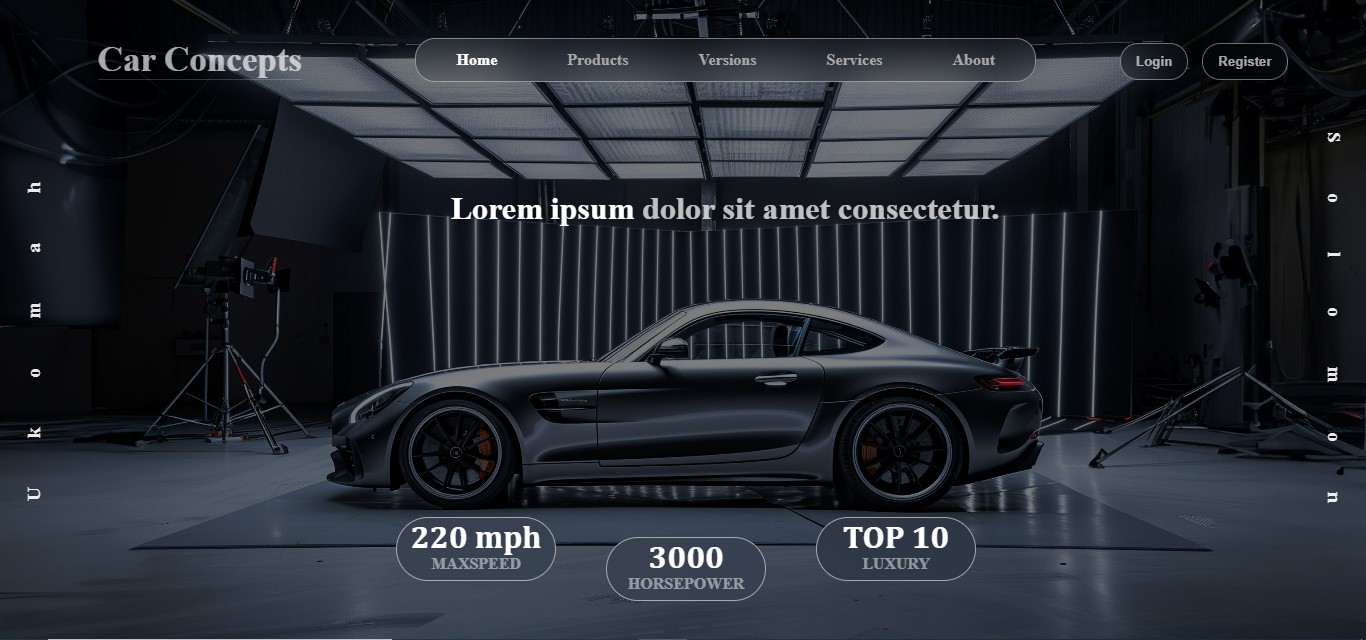 Car Concepts
Home Products Versions Services About
Login Register
Lorem ipsum dolor sit amet consectetur.
Ukomah
Solomon
220 mph
MAXSPEED
3000
HORSEPOWER
TOP 10
LUXURY